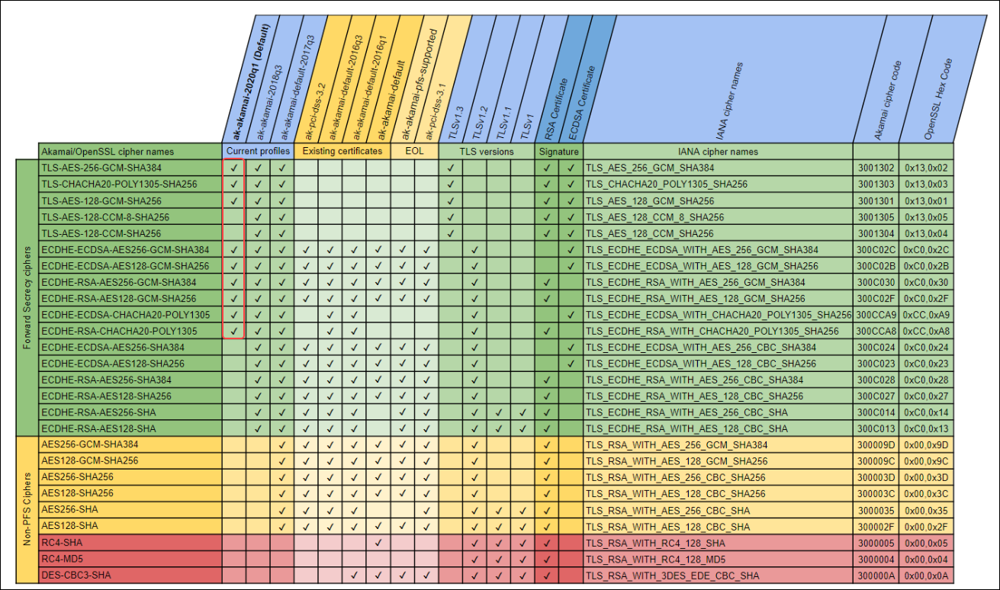 ak-akamai-2020q1 (Default)
ak-akamai-2018q3
ak-akamai-default-2017q3
ak-pci-dss-3.2
ak-akamai-default-2016q3
ak-akamai-default-2016q1
ak-akamai-default
ak-akamai-pfs-supported
ak-pci-dss-3.1
TLSv1.3
TLSv1.2
TLSv1.1
TLSv1
RSA Certificate
ECDSA Certificate
IANA cipher names
Akamai cipher code
OpenSSL Hex Code
Akamai/OpenSSL cipher names Current profiles Existing certificates EOL TLS versions Signature IANA cipher names
Forward Secrecy ciphers
TLS-AES-256-GCM-SHA384 ✓ ✓ ✓ ✓ ✓ ✓ TLS_AES_256_GCM_SHA384 3001302 0x13,0x02
TLS-CHACHA20-POLY1305-SHA256 ✓ ✓ ✓ ✓ ✓ ✓ TLS_CHACHA20_POLY1305_SHA256 3001303 0x13,0x03
TLS-AES-128-GCM-SHA256 ✓ ✓ ✓ ✓ ✓ ✓ TLS_AES_128_GCM_SHA256 3001301 0x13,0x01
TLS-AES-128-CCM-8-SHA256 ✓ ✓ ✓ ✓ ✓ TLS_AES_128_CCM_8_SHA256 3001305 0x13,0x05
TLS-AES-128-CCM-SHA256 ✓ ✓ ✓ ✓ ✓ TLS_AES_128_CCM_SHA256 3001304 0x13,0x04
ECDHE-ECDSA-AES256-GCM-SHA384 ✓ ✓ ✓ ✓ ✓ ✓ ✓ ✓ ✓ ✓ ✓ TLS_ECDHE_ECDSA_WITH_AES_256_GCM_SHA384 300C02C 0xC0,0x2C
ECDHE-ECDSA-AES128-GCM-SHA256 ✓ ✓ ✓ ✓ ✓ ✓ ✓ ✓ ✓ ✓ ✓ TLS_ECDHE_ECDSA_WITH_AES_128_GCM_SHA256 300C02B 0xC0,0x2B
ECDHE-RSA-AES256-GCM-SHA384 ✓ ✓ ✓ ✓ ✓ ✓ ✓ ✓ ✓ ✓ ✓ TLS_ECDHE_RSA_WITH_AES_256_GCM_SHA384 300C030 0xC0,0x30
ECDHE-RSA-AES128-GCM-SHA256 ✓ ✓ ✓ ✓ ✓ ✓ ✓ ✓ ✓ ✓ ✓ TLS_ECDHE_RSA_WITH_AES_128_GCM_SHA256 300C02F 0xC0,0x2F
ECDHE-ECDSA-CHACHA20-POLY1305 ✓ ✓ ✓ ✓ ✓ ✓ ✓ TLS_ECDHE_ECDSA_WITH_CHACHA20_POLY1305_SHA256 300CCA9 0xCC,0xA9
ECDHE-RSA-CHACHA20-POLY1305 ✓ ✓ ✓ ✓ ✓ ✓ ✓ TLS_ECDHE_RSA_WITH_CHACHA20_POLY1305_SHA256 300CCA8 0xCC,0xA8
ECDHE-ECDSA-AES256-SHA384 ✓ ✓ ✓ ✓ ✓ ✓ ✓ ✓ ✓ ✓ TLS_ECDHE_ECDSA_WITH_AES_256_CBC_SHA384 300C024 0xC0,0x24
ECDHE-ECDSA-AES128-SHA256 ✓ ✓ ✓ ✓ ✓ ✓ ✓ ✓ ✓ ✓ TLS_ECDHE_ECDSA_WITH_AES_128_CBC_SHA256 300C023 0xC0,0x23
ECDHE-RSA-AES256-SHA384 ✓ ✓ ✓ ✓ ✓ ✓ ✓ ✓ ✓ ✓ TLS_ECDHE_RSA_WITH_AES_256_CBC_SHA384 300C028 0xC0,0x28
ECDHE-RSA-AES128-SHA256 ✓ ✓ ✓ ✓ ✓ ✓ ✓ ✓ ✓ ✓ TLS_ECDHE_RSA_WITH_AES_128_CBC_SHA256 300C027 0xC0,0x27
ECDHE-RSA-AES256-SHA ✓ ✓ ✓ ✓ ✓ ✓ ✓ ✓ ✓ ✓ ✓ TLS_ECDHE_RSA_WITH_AES_256_CBC_SHA 300C014 0xC0,0x14
ECDHE-RSA-AES128-SHA ✓ ✓ ✓ ✓ ✓ ✓ ✓ ✓ ✓ ✓ ✓ TLS_ECDHE_RSA_WITH_AES_128_CBC_SHA 300C013 0xC0,0x13
Non-PFS Ciphers
AES256-GCM-SHA384 ✓ ✓ ✓ ✓ ✓ ✓ ✓ ✓ ✓ TLS_RSA_WITH_AES_256_GCM_SHA384 300009D 0x00,0x9D
AES128-GCM-SHA256 ✓ ✓ ✓ ✓ ✓ ✓ ✓ ✓ ✓ TLS_RSA_WITH_AES_128_GCM_SHA256 300009C 0x00,0x9C
AES256-SHA256 ✓ ✓ ✓ ✓ ✓ ✓ ✓ ✓ ✓ TLS_RSA_WITH_AES_256_CBC_SHA256 300003D 0x00,0x3D
AES128-SHA256 ✓ ✓ ✓ ✓ ✓ ✓ ✓ ✓ ✓ TLS_RSA_WITH_AES_128_CBC_SHA256 300003C 0x00,0x3C
AES256-SHA ✓ ✓ ✓ ✓ ✓ ✓ ✓ ✓ ✓ TLS_RSA_WITH_AES_256_CBC_SHA 3000035 0x00,0x35
AES128-SHA ✓ ✓ ✓ ✓ ✓ ✓ ✓ ✓ ✓ ✓ ✓ TLS_RSA_WITH_AES_128_CBC_SHA 300002F 0x00,0x2F
RC4-SHA ✓ ✓ ✓ ✓ ✓ TLS_RSA_WITH_RC4_128_SHA 3000005 0x00,0x05
RC4-MD5 ✓ ✓ ✓ ✓ TLS_RSA_WITH_RC4_128_MD5 3000004 0x00,0x04
DES-CBC3-SHA ✓ ✓ ✓ ✓ ✓ ✓ ✓ ✓ TLS_RSA_WITH_3DES_EDE_CBC_SHA 300000A 0x00,0x0A